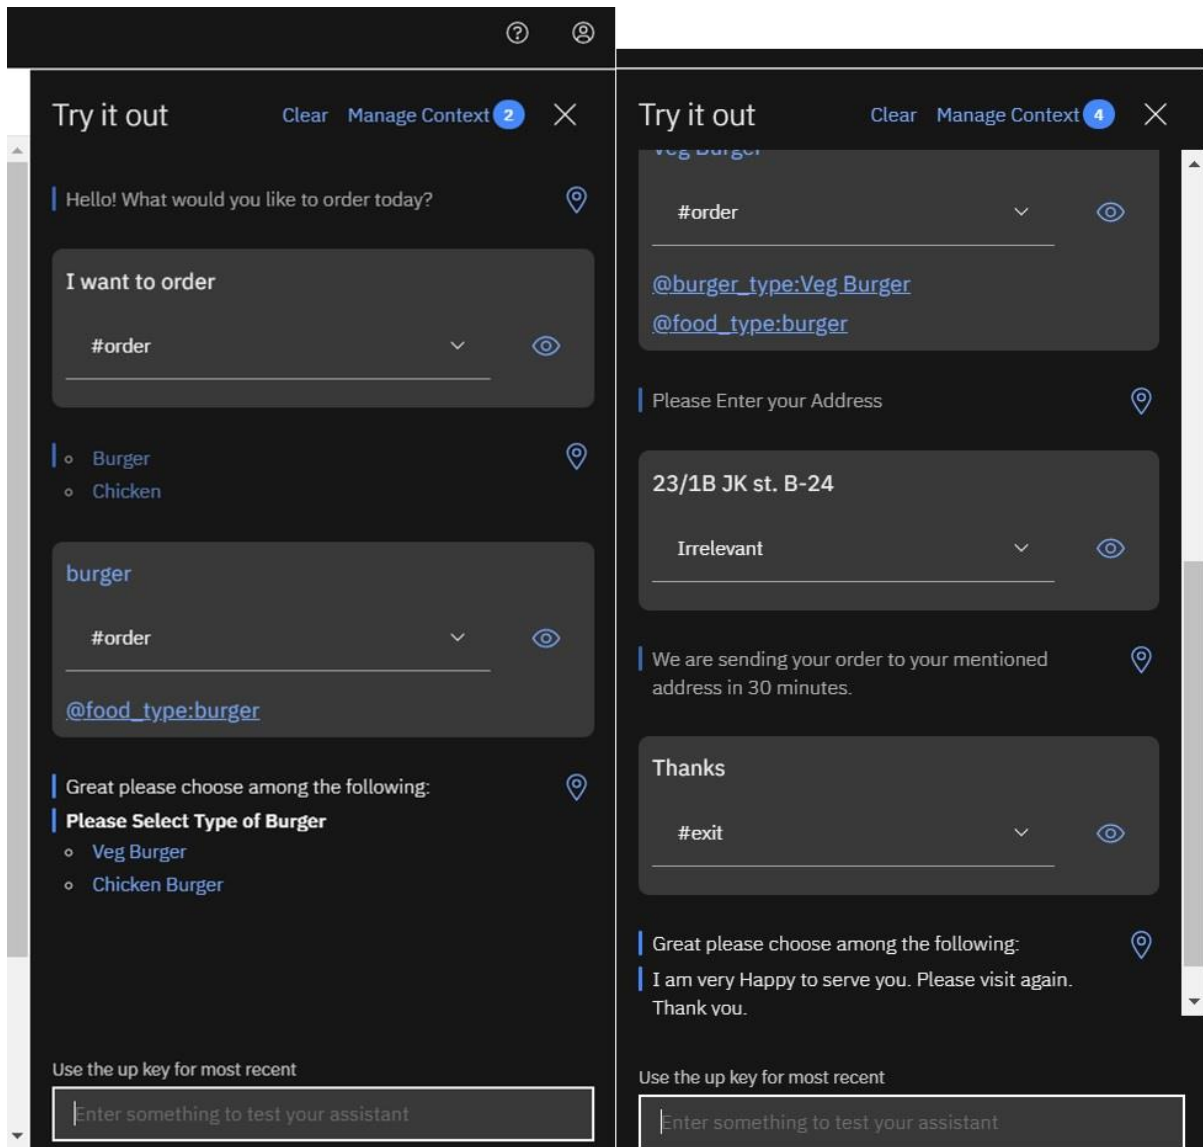 Try it out Clear Manage Context 2
Hello! What would you like to order today?
I want to order
#order
Burger
Chicken
burger
#order
@food_type:burger
Great please choose among the following:
Please Select Type of Burger
Veg Burger
Chicken Burger
Use the up key for most recent
Enter something to test your assistant
Try it out Clear Manage Context 4
Veg Burger
#order
@burger_type:Veg Burger
@food_type:burger
Please Enter your Address
23/1B JK st. B-24
Irrelevant
We are sending your order to your mentioned
address in 30 minutes.
Thanks
#exit
Great please choose among the following:
I am very Happy to serve you. Please visit again.
Thank you.
Use the up key for most recent
Enter something to test your assistant